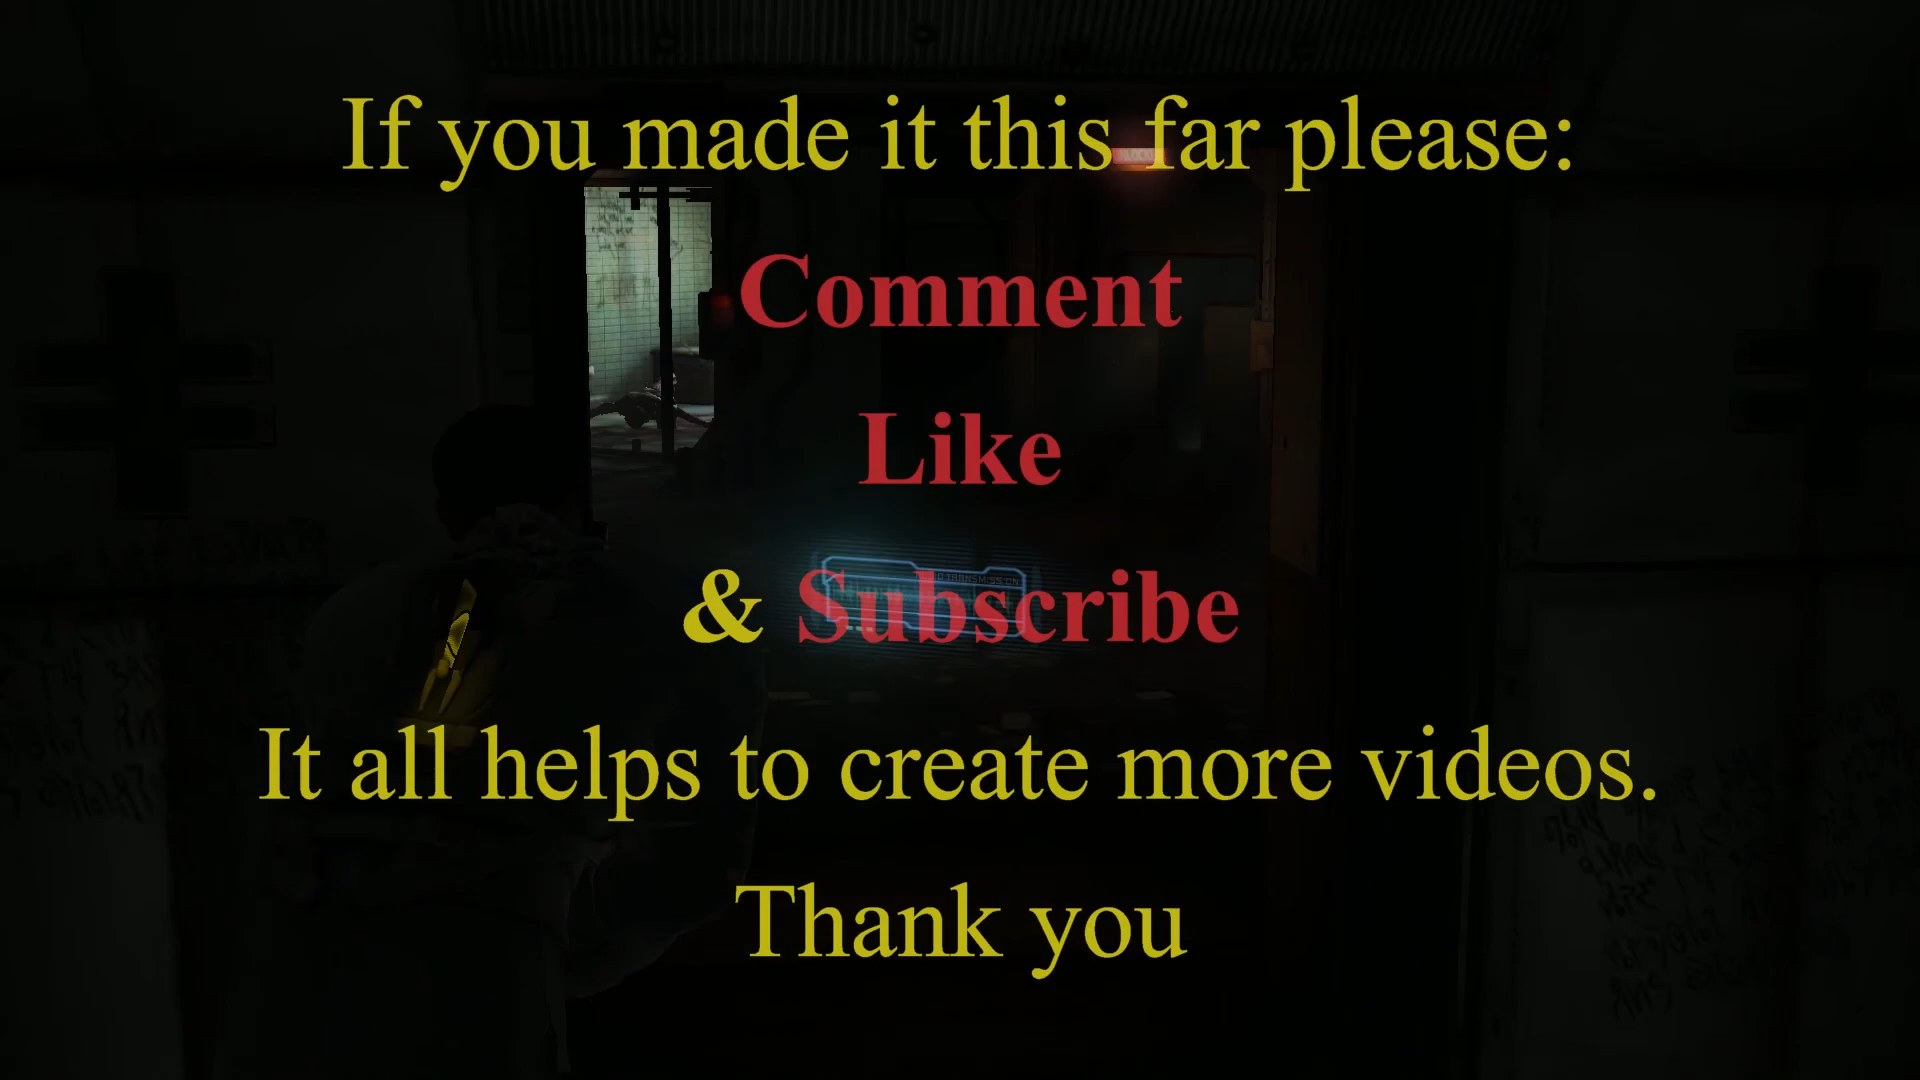 If you made it this far please:
Comment
Like
& Subscribe
It all helps to create more videos.
Thank you